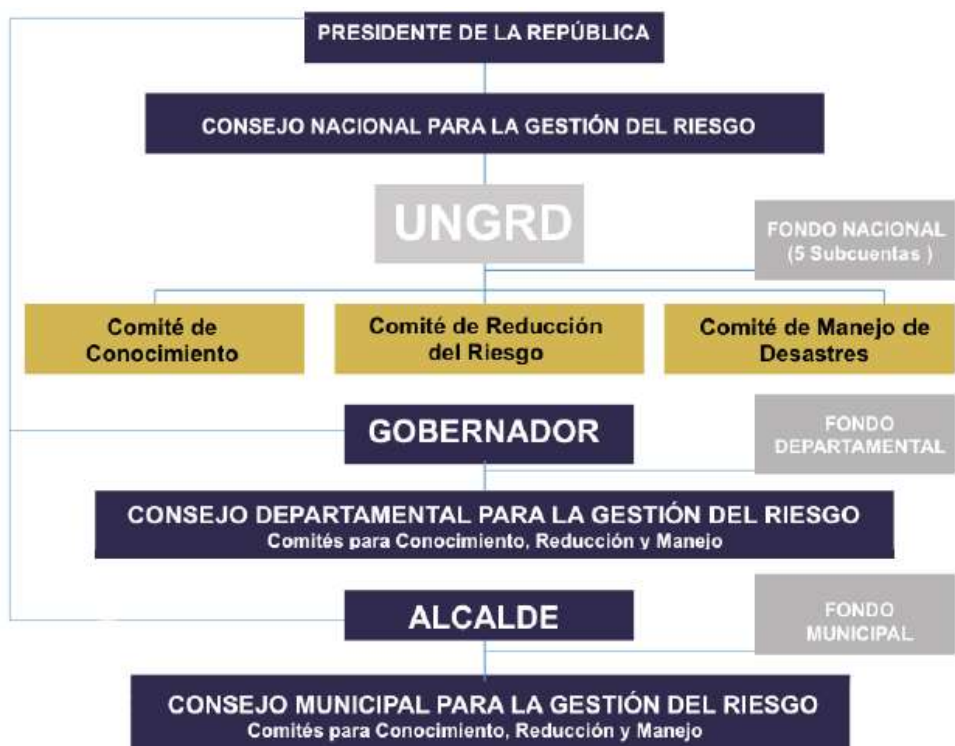 PRESIDENTE DE LA REPÚBLICA
CONSEJO NACIONAL PARA LA GESTIÓN DEL RIESGO
UNGRD
FONDO NACIONAL
(5 Subcuentas )
Comité de
Conocimiento
Comité de Reducción
del Riesgo
Comité de Manejo de
Desastres
GOBERNADOR
FONDO
DEPARTAMENTAL
CONSEJO DEPARTAMENTAL PARA LA GESTIÓN DEL RIESGO
Comités para Conocimiento, Reducción y Manejo
ALCALDE
FONDO
MUNICIPAL
CONSEJO MUNICIPAL PARA LA GESTIÓN DEL RIESGO
Comités para Conocimiento, Reducción y Manejo